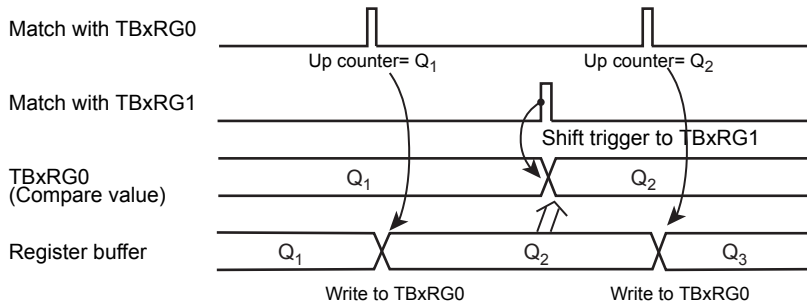 Match with TBxRG0
Up counter= Q1
Up counter= Q2
Match with TBxRG1
Shift trigger to TBxRG1
TBxRG0
(Compare value)
Q1
Q2
Register buffer
Q1
Q2
Q3
Write to TBxRG0
Write to TBxRG0